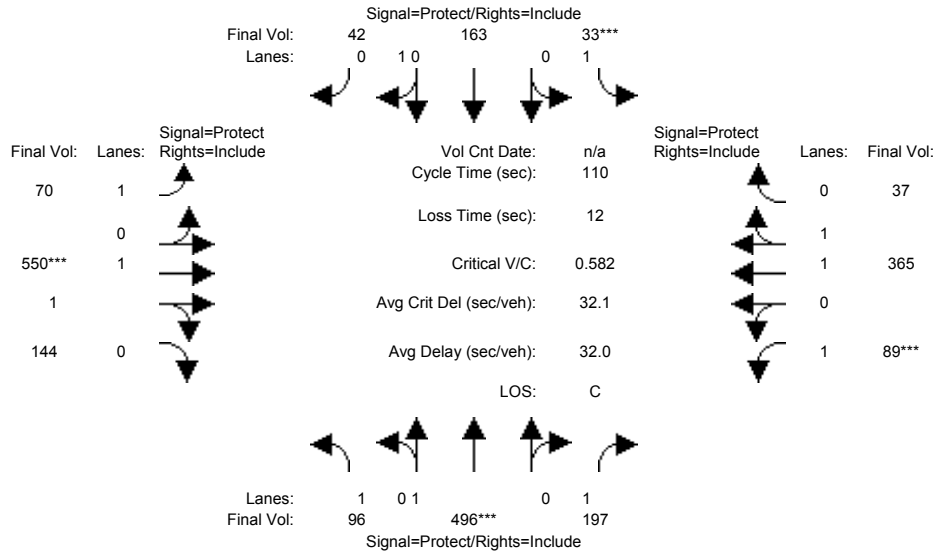 Signal=Protect/Rights=Include
Final Vol: 42 163 33***
Lanes: 0 1 0 0 1
Signal=Protect Signal=Protect
Final Vol: Lanes: Rights=Include Vol Cnt Date: n/a Rights=Include Lanes: Final Vol:
Cycle Time (sec): 110
70 1 0 37
Loss Time (sec): 12
0 1
550*** 1 Critical V/C: 0.582 1 365
1 Avg Crit Del (sec/veh): 32.1 0
144 0 Avg Delay (sec/veh): 32.0 1 89***
LOS: C
Lanes: 1 0 1 0 1
Final Vol: 96 496*** 197
Signal=Protect/Rights=Include